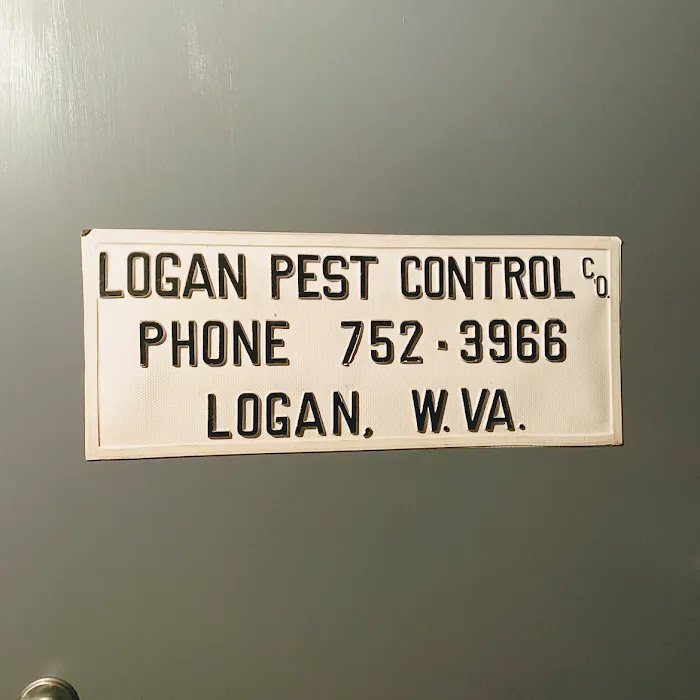 LOGAN PEST CONTROL CO.
PHONE 752-3966
LOGAN, W.VA.